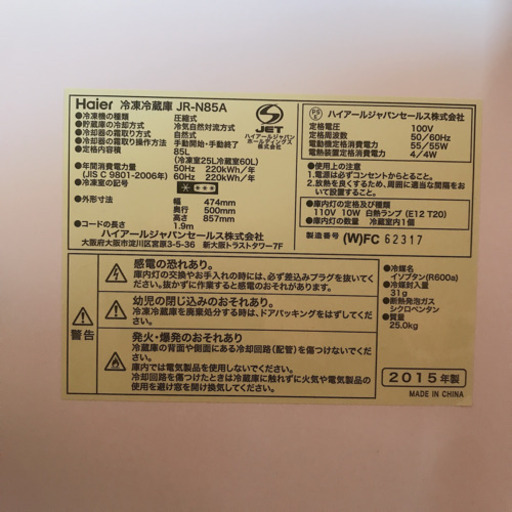 Haier 冷凍冷蔵庫 JR-N85A
●冷凍機の種類 圧縮式
●貯蔵庫の冷却方式 冷気自然対流方式
●冷却器の霜取り方式 自然式
●冷却器の霜取り操作方法 手動開始・手動終了
●定格内容積 85L
(冷凍室25L冷蔵室60L)
●年間消費電力量 50Hz 220kWh/年
(JIS C 9801-2006年) 60Hz 220kWh/年
●冷凍室の記号
●外形寸法 幅 474mm
奥行 500mm
高さ 857mm
●コードの長さ 1.9m
ハイアールジャパンセールス株式会社
大阪府大阪市淀川区宮原3-5-36 新大阪トラストタワー7F
JET
ハイアールジャパン
ホールディングス
株式会社
ハイアールジャパンセールス株式会社
定格電圧 100V
定格周波数 50/60Hz
電動機定格消費電力 55/55W
電熱装置定格消費電力 4/4W
●使用上の注意
1.電源は必ずコンセントからとること。
2.放熱を良くするため、周囲に適当な間隔を
おいて設置すること。
●庫内灯の定格及び種類
110V 10W 白熱ランプ(E12 T20)
●庫内灯の数量 冷蔵室内1個
製造番号 (W)FC 62317
警告
感電の恐れあり。
庫内灯の交換やお手入れの時には、必ず差込みプラグを抜いてく
ださい。抜かずに作業すると感電のおそれがあります。
幼児の閉じ込みのおそれあり。
冷凍冷蔵庫を廃棄処分する時は、ドアパッキングをはずしてくだ
さい。
発火・爆発のおそれあり。
冷蔵庫の背面や側面にある冷却回路(配管)を傷つけないでくだ
さい。
庫内では電気製品を使用しないでください。
冷却回路を傷つけたときは冷蔵庫に触れずに火気や電気製品の
使用を避け窓を開け換気してください。
●冷媒名
イソブタン(R600a)
●冷媒封入量
31g
●断熱発泡ガス
シクロペンタン
●質量
25.0kg
2015年製
MADE IN CHINA